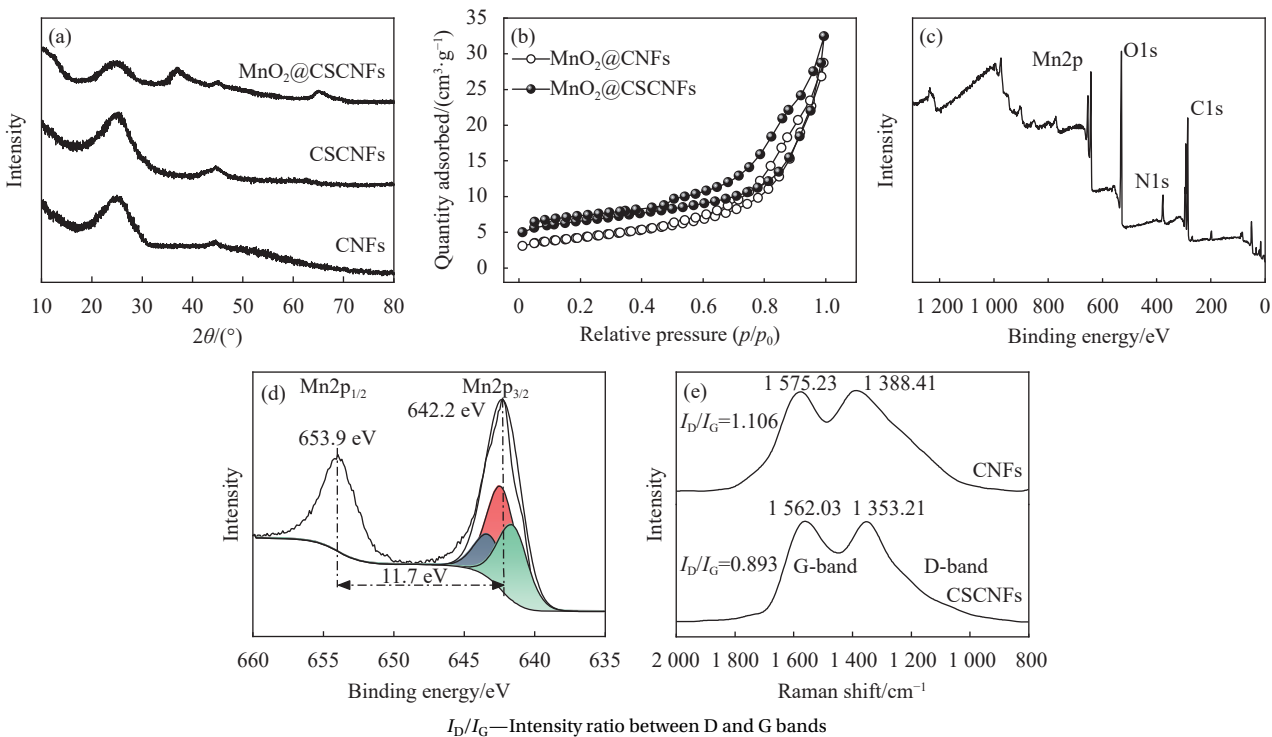 (a)
MnO₂@CSCNFs
CSCNFs
CNFs
Intensity
10 20 30 40 50 60 70 80
2θ/(°)
(b)
MnO₂@CNFs
MnO₂@CSCNFs
Quantity adsorbed/(cm³·g⁻¹)
35
30
25
20
15
10
5
0
0 0.2 0.4 0.6 0.8 1.0
Relative pressure (p/p₀)
(c)
O1s
Mn2p
C1s
N1s
Intensity
1 200 1 000 800 600 400 200 0
Binding energy/eV
(d)
Mn2p₁/₂
Mn2p₃/₂
642.2 eV
653.9 eV
11.7 eV
Intensity
660 655 650 645 640 635
Binding energy/eV
(e)
1 575.23 1 388.41
I_D/I_G=1.106
CNFs
1 562.03 1 353.21
I_D/I_G=0.893
G-band D-band
CSCNFs
Intensity
2 000 1 800 1 600 1 400 1 200 1 000 800
Raman shift/cm⁻¹
I_D/I_G—Intensity ratio between D and G bands